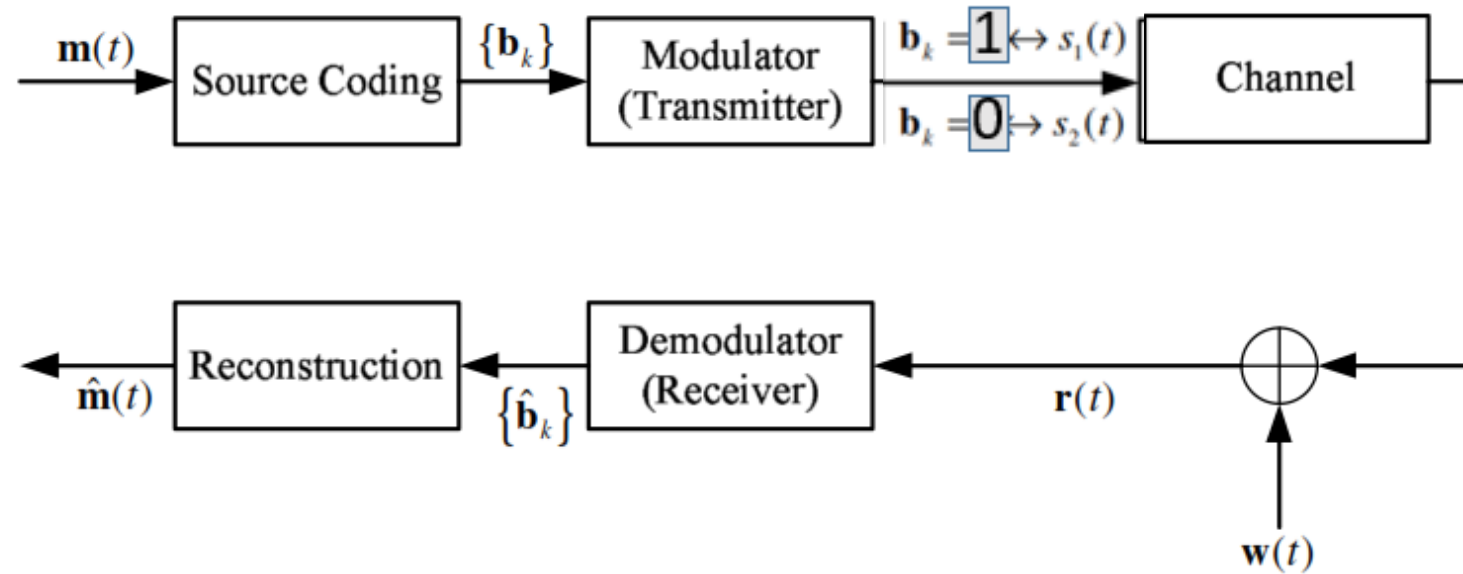 m(t)
Source Coding
{b_k}
Modulator
(Transmitter)
b_k = 1 ↔ s_1(t)
b_k = 0 ↔ s_2(t)
Channel
m̂(t)
Reconstruction
{b̂_k}
Demodulator
(Receiver)
r(t)
w(t)